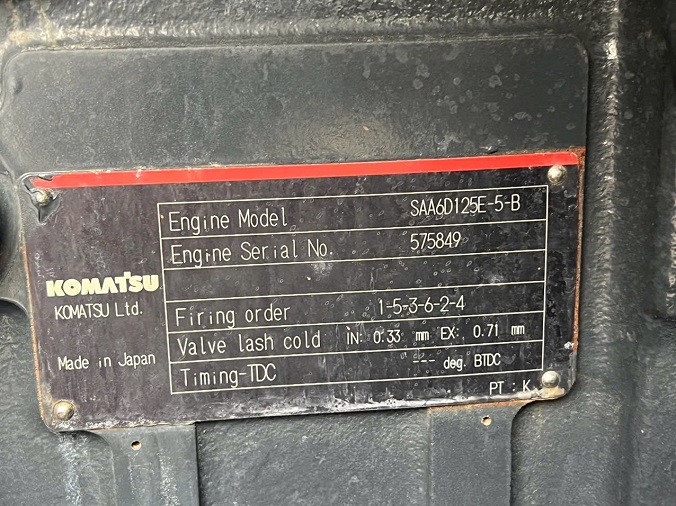 Engine Model SAA6D125E-5-B
Engine Serial No. 575849
KOMATSU
KOMATSU Ltd.
Firing order 1-5-3-6-2-4
Valve lash cold IN: 0.33 mm EX: 0.71 mm
Made in Japan
Timing-TDC --- deg. BTDC
PT : K